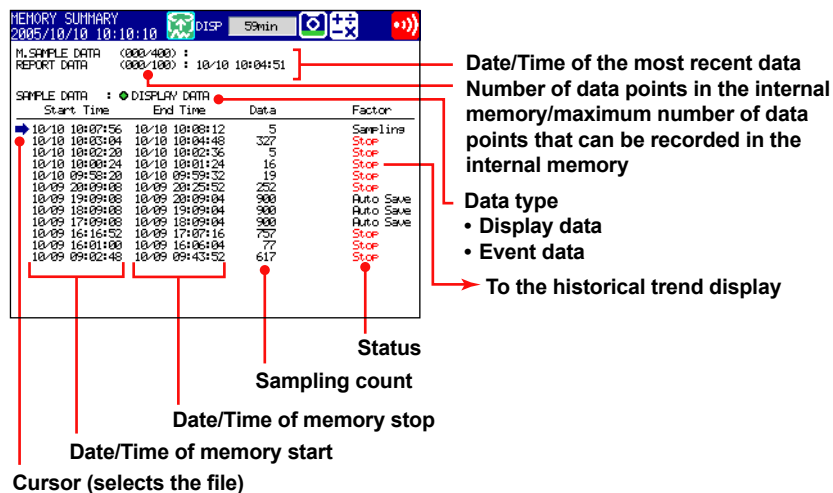 MEMORY SUMMARY
2005/10/10 10:10:10 DISP 59min
M.SAMPLE DATA (000/400) :
REPORT DATA (000/100) : 10/10 10:04:51
SAMPLE DATA : DISPLAY DATA
Start Time End Time Data Factor
10/10 10:07:56 10/10 10:08:12 5 Sampling
10/10 10:03:04 10/10 10:04:48 327 Stop
10/10 10:02:20 10/10 10:02:36 5 Stop
10/10 10:00:24 10/10 10:01:24 16 Stop
10/10 09:58:20 10/10 09:59:32 19 Stop
10/09 20:09:08 10/09 20:25:52 252 Stop
10/09 19:09:08 10/09 20:09:04 900 Auto Save
10/09 18:09:08 10/09 19:09:04 900 Auto Save
10/09 17:09:08 10/09 18:09:04 900 Auto Save
10/09 16:16:52 10/09 17:07:16 757 Stop
10/09 16:01:00 10/09 16:06:04 77 Stop
10/09 09:02:48 10/09 09:43:52 617 Stop
Date/Time of the most recent data
Number of data points in the internal
memory/maximum number of data
points that can be recorded in the
internal memory
Data type
• Display data
• Event data
To the historical trend display
Status
Sampling count
Date/Time of memory stop
Date/Time of memory start
Cursor (selects the file)